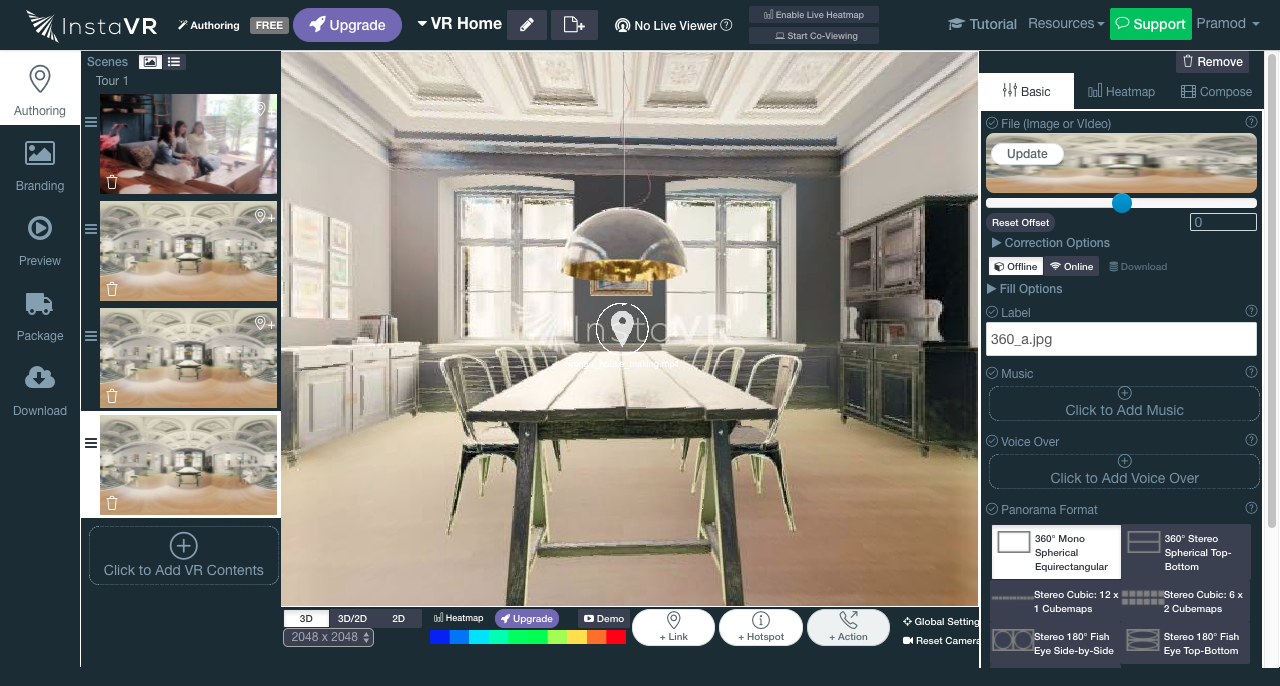 InstaVR
Authoring
FREE
Upgrade
VR Home
No Live Viewer
Enable Live Heatmap
Start Co-Viewing
Tutorial
Resources
Support
Pramod
Authoring
Branding
Preview
Package
Download
Scenes
Tour 1
Click to Add VR Contents
InstaVR
3D
3D/2D
2D
2048 x 2048
Heatmap
Upgrade
Demo
+ Link
+ Hotspot
+ Action
Global Setting
Reset Camera
Remove
Basic
Heatmap
Compose
File (Image or VIdeo)
Update
Reset Offset
0
Correction Options
Offline
Online
Download
Fill Options
Label
360_a.jpg
Music
Click to Add Music
Voice Over
Click to Add Voice Over
Panorama Format
360° Mono
Spherical
Equirectangular
360° Stereo
Spherical Top-
Bottom
Stereo Cubic: 12 x
1 Cubemaps
Stereo Cubic: 6 x
2 Cubemaps
Stereo 180° Fish
Eye Side-by-Side
Stereo 180° Fish
Eye Top-Bottom